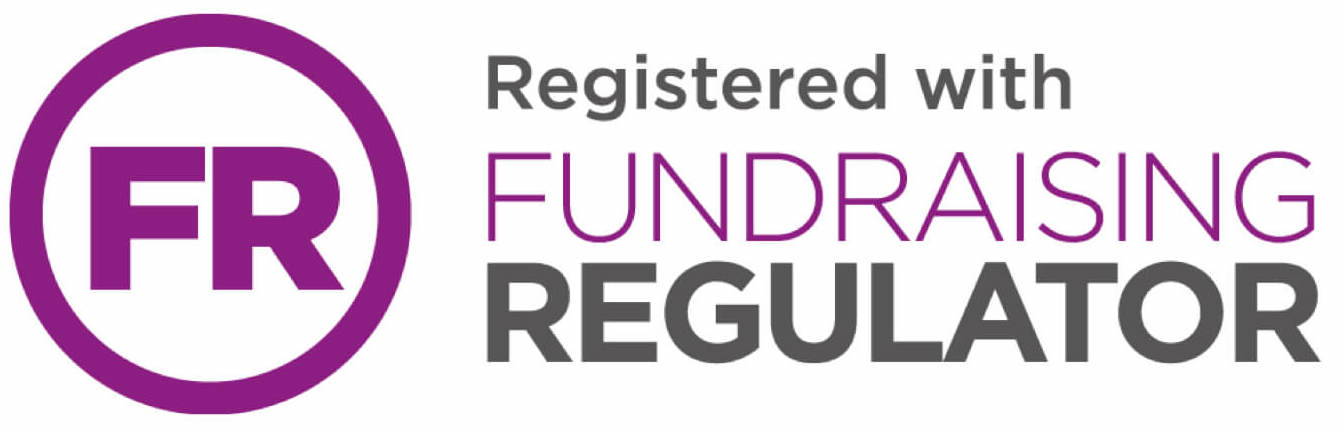 FR
Registered with
FUNDRAISING
REGULATOR